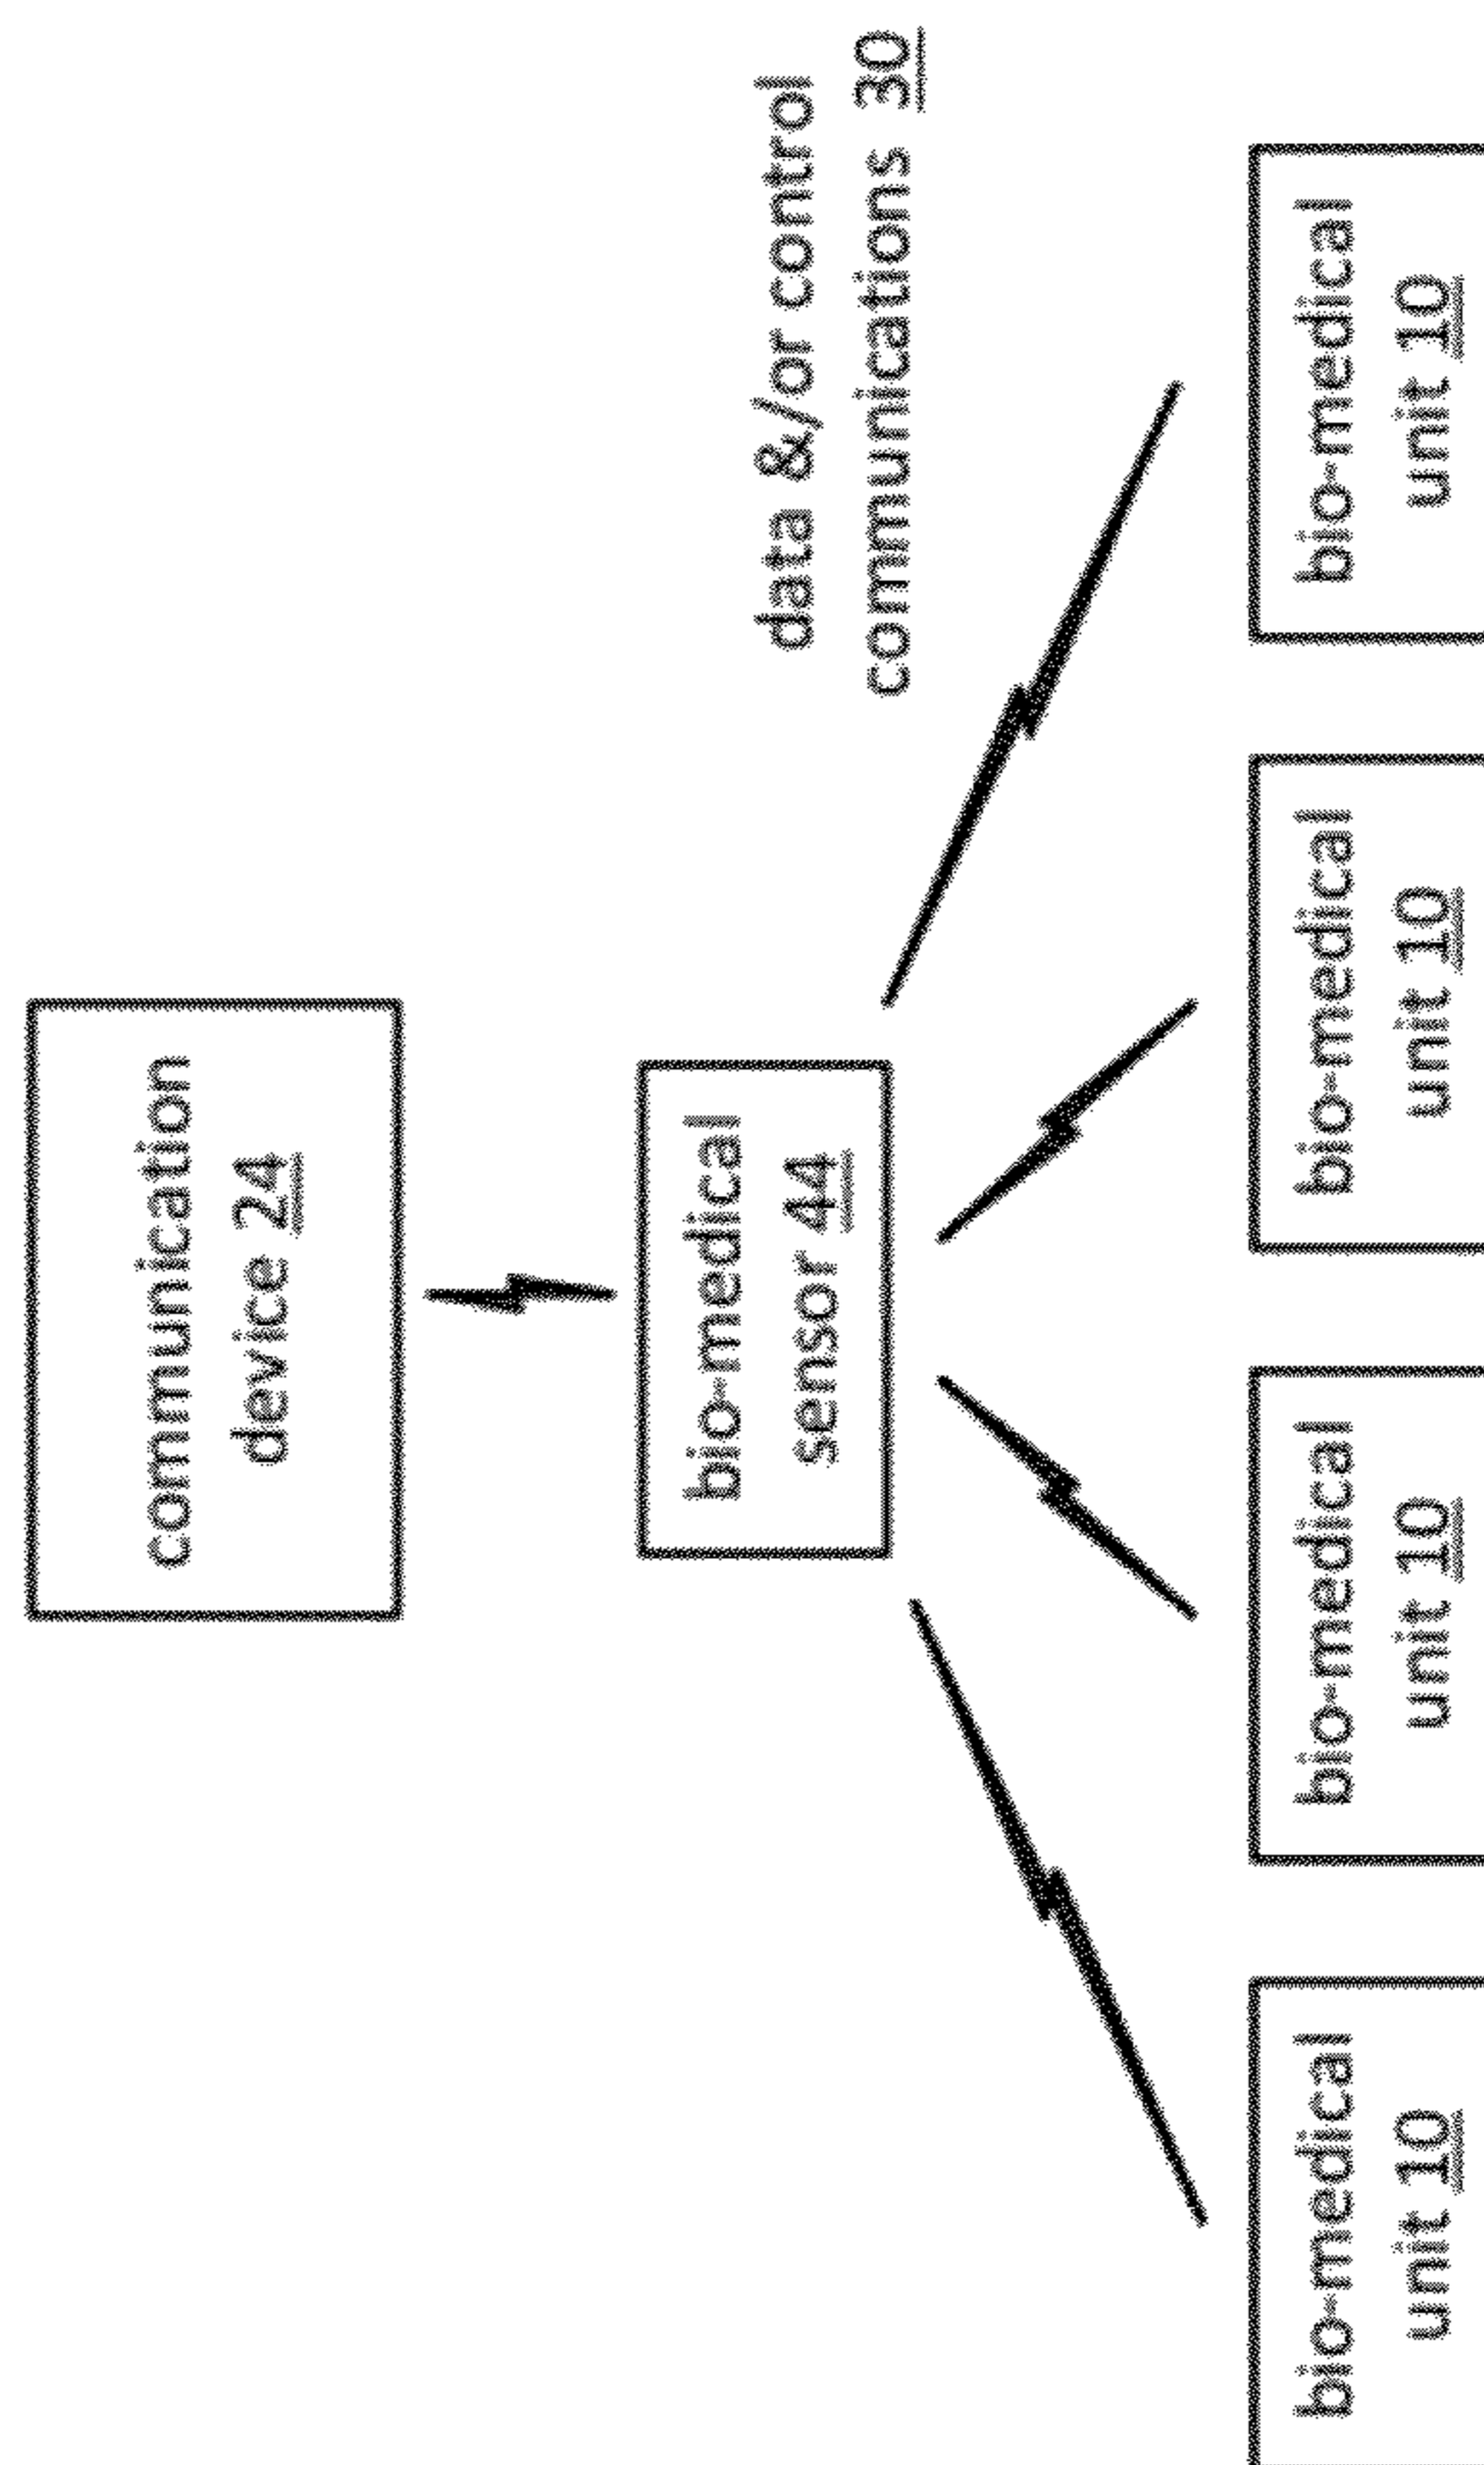 communication
device 24
bio-medical
sensor 44
data &/or control
communications 30
bio-medical
unit 10
bio-medical
unit 10
bio-medical
unit 10
bio-medical
unit 10